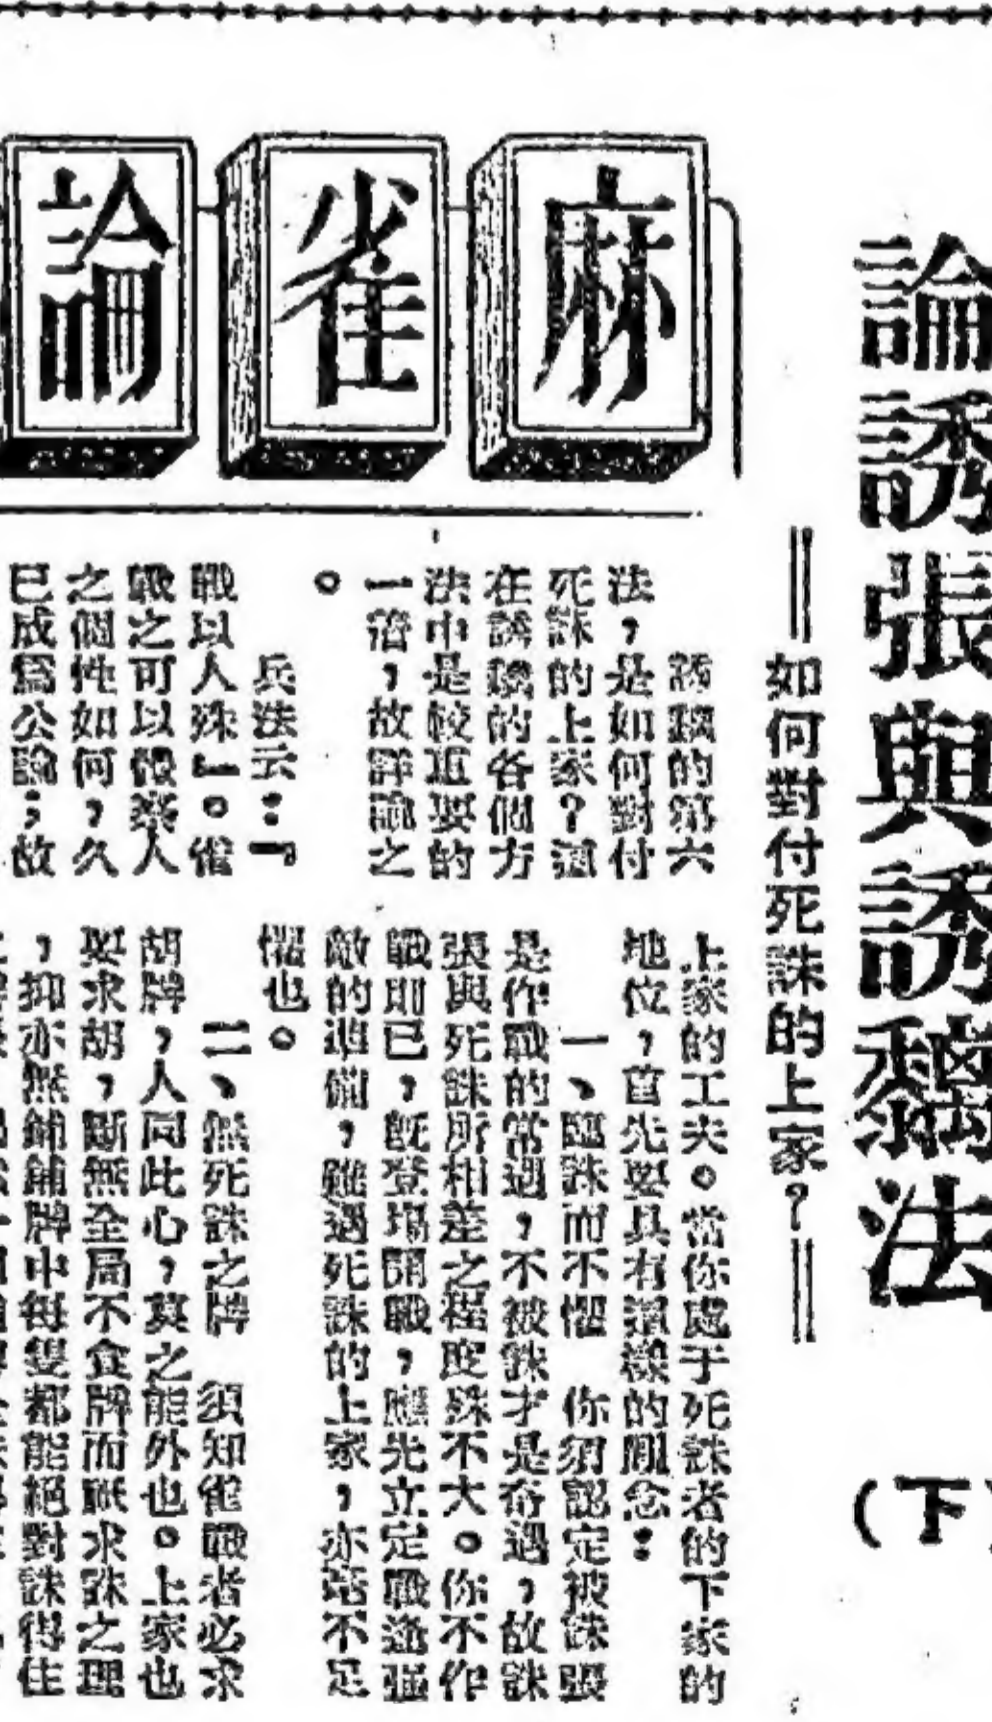 論誘張與誘黐法
(下)
══如何對付死誅的上家?══
麻雀論
誘黐的第六
法,是如何對付
死誅的上家?這
在誘黐的各個方
法中是較重要的
一着,故詳論之
。
兵法云:『
戰以人殊』。雀
戰之可以察人
之個性如何,久
已成爲公論;故
上家的工夫。當你處于死誅者的下家的
地位,首先要具有這樣的觀念:
一、臨誅而不懼 你須認定被誅張
是作戰的常遇,不被誅才是奇遇,故誅
張與死誅所相差之程度殊不大。你不作
戰則已,旣登塲開戰,應先立定戰逢强
敵的準備,雖遇死誅的上家,亦殆不足
懼也。
二、無死誅之牌 須知雀戰者必求
胡牌,人同此心,莫之能外也。上家也
要求胡,斷無全局不食牌而祇求誅之理
,抑亦無鋪鋪牌中每隻都能絕對誅得住